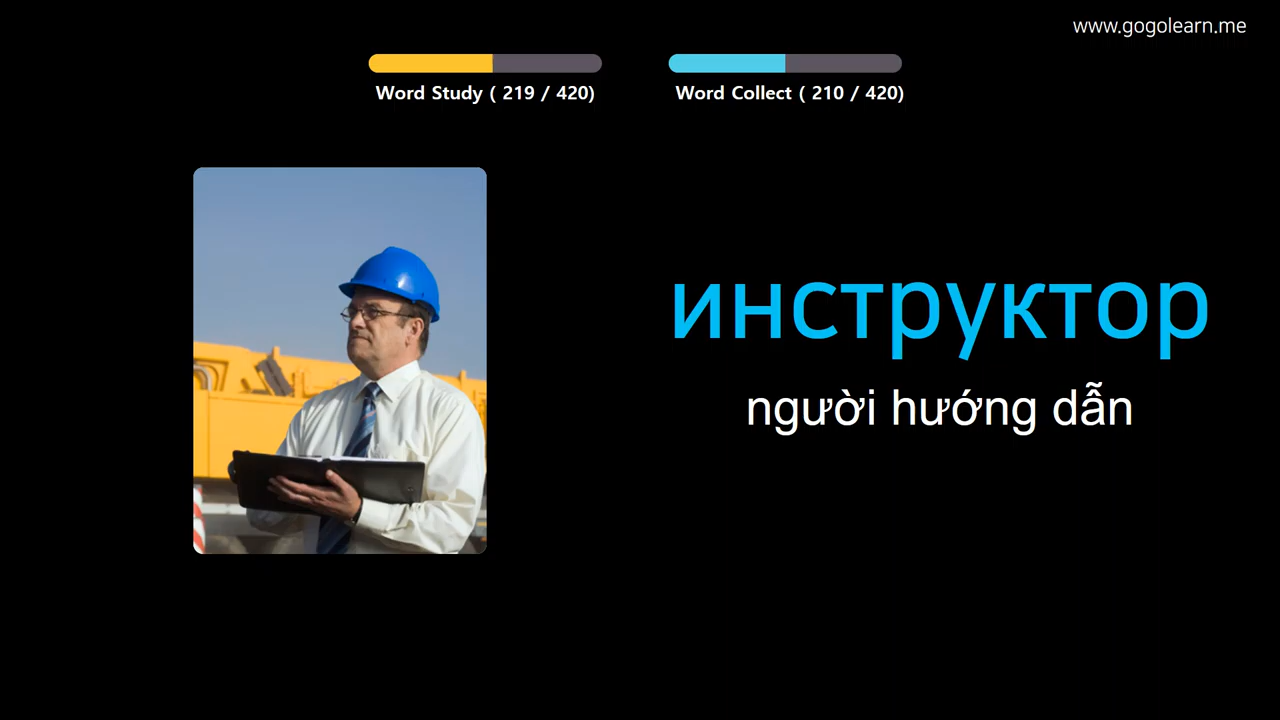 www.gogolearn.me
Word Study ( 219 / 420)
Word Collect ( 210 / 420)
инструктор
người hướng dẫn